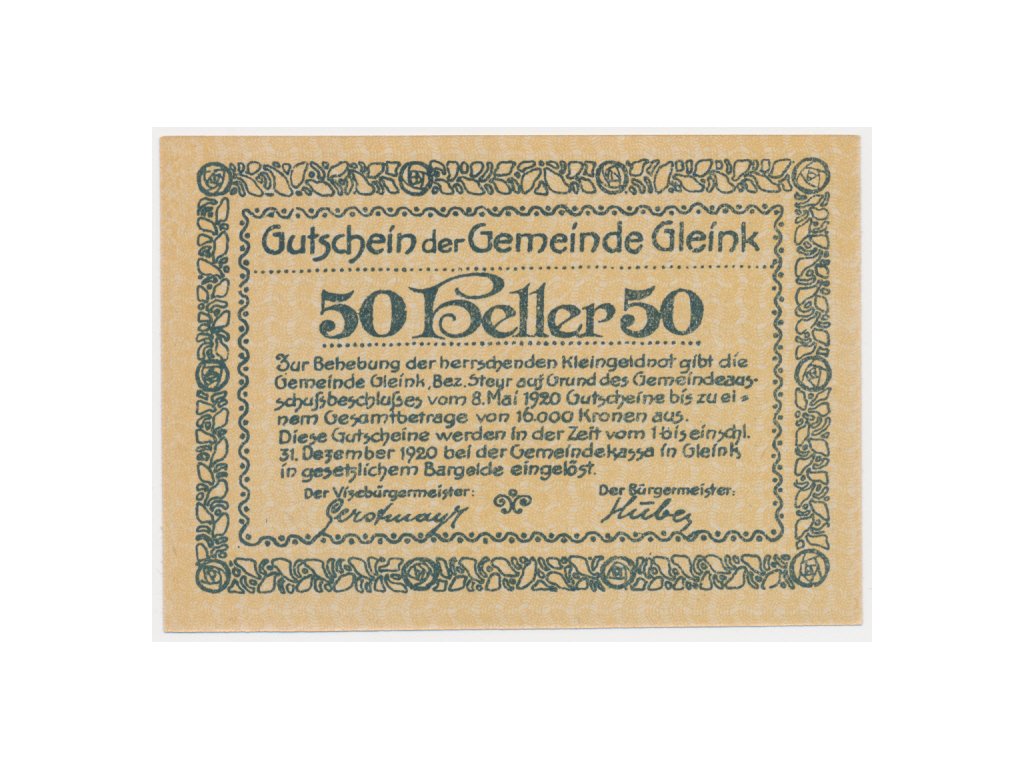 Gutschein der Gemeinde Gleink
50 Heller 50
Zur Behebung der herrschenden Kleingeldnot gibt die
Gemeinde Gleink, Bez. Steyr auf Grund des Gemeindeaus-
schußbeschlußes vom 8. Mai 1920 Gutscheine bis zu ei=
nem Gesamtbetrage von 16.000 Kronen aus.
Diese Gutscheine werden in der Zeit vom 1. bis einschl.
31. Dezember 1920 bei der Gemeindekassa in Gleink
in gesetzlichem Bargelde eingelöst.
Der Visebürgermeister: Der Bürgermeister:
Gerstmayr Huber